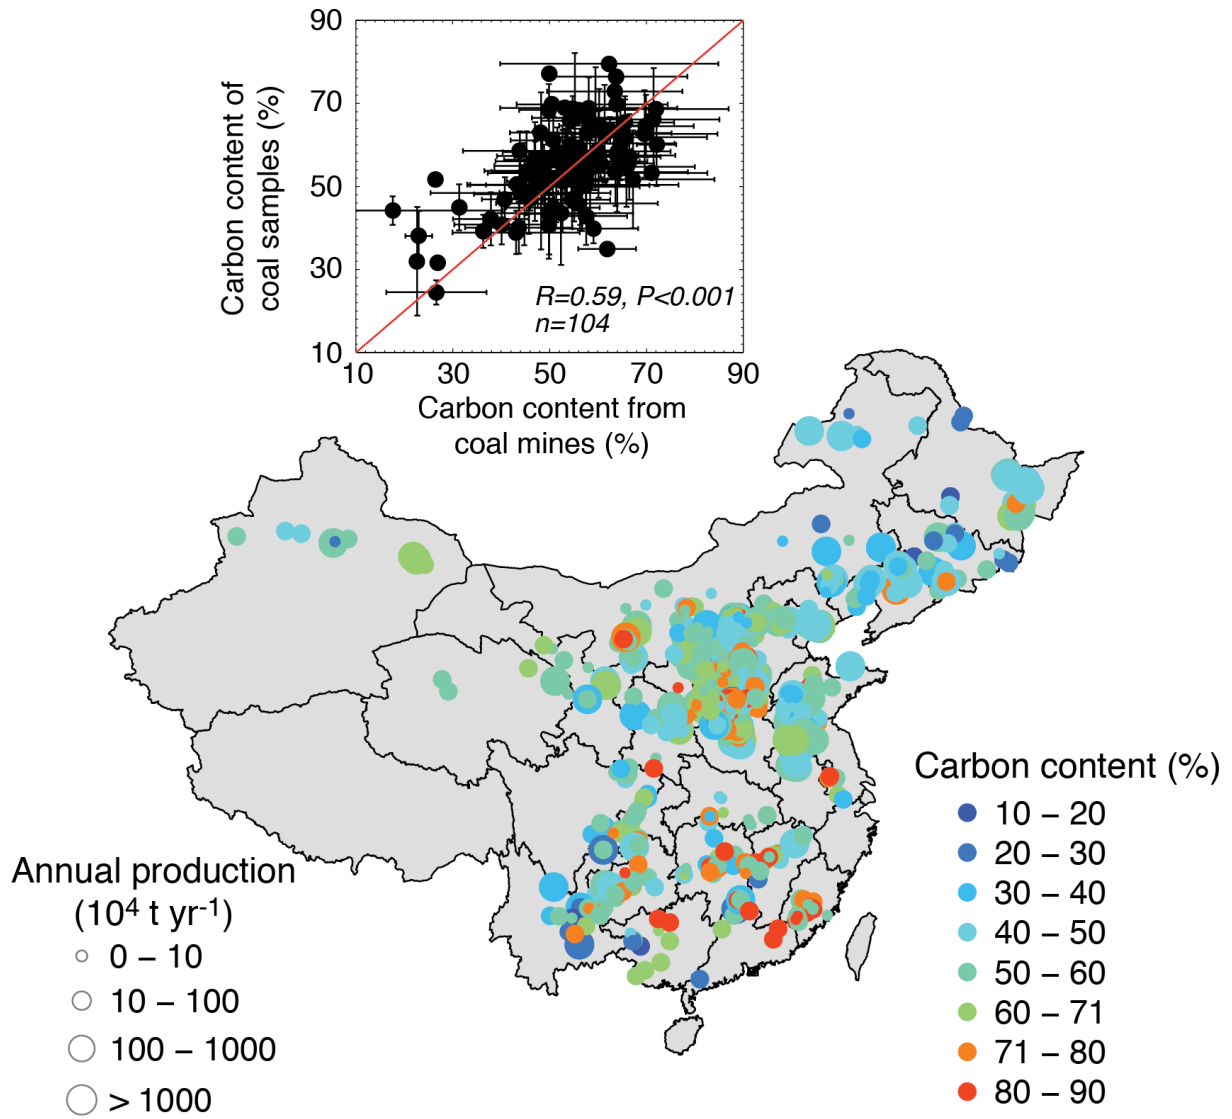 90
70
50
30
10
Carbon content of
coal samples (%)
R=0.59, P<0.001
n=104
10 30 50 70 90
Carbon content from
coal mines (%)
Carbon content (%)
10 – 20
20 – 30
30 – 40
40 – 50
50 – 60
60 – 71
71 – 80
80 – 90
Annual production
(10⁴ t yr⁻¹)
0 – 10
10 – 100
100 – 1000
> 1000